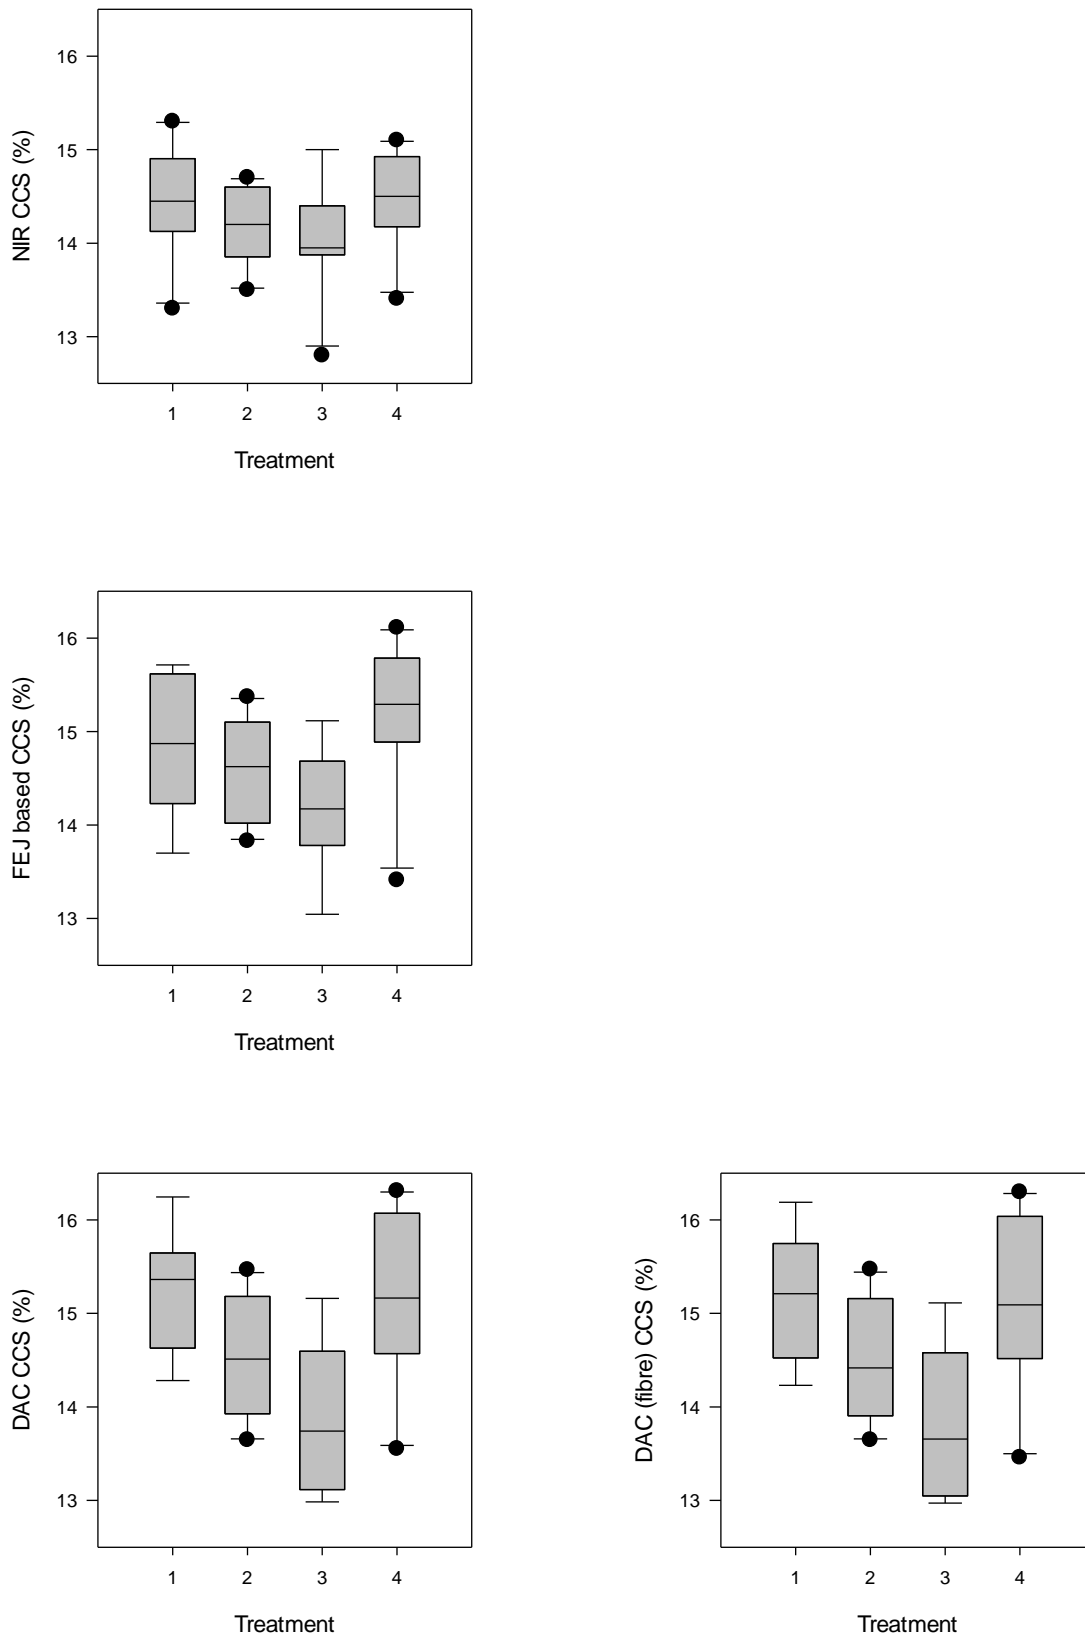 NIR CCS (%)
16
15
14
13
1 2 3 4
Treatment
FEJ based CCS (%)
16
15
14
13
1 2 3 4
Treatment
DAC CCS (%)
16
15
14
13
1 2 3 4
Treatment
DAC (fibre) CCS (%)
16
15
14
13
1 2 3 4
Treatment